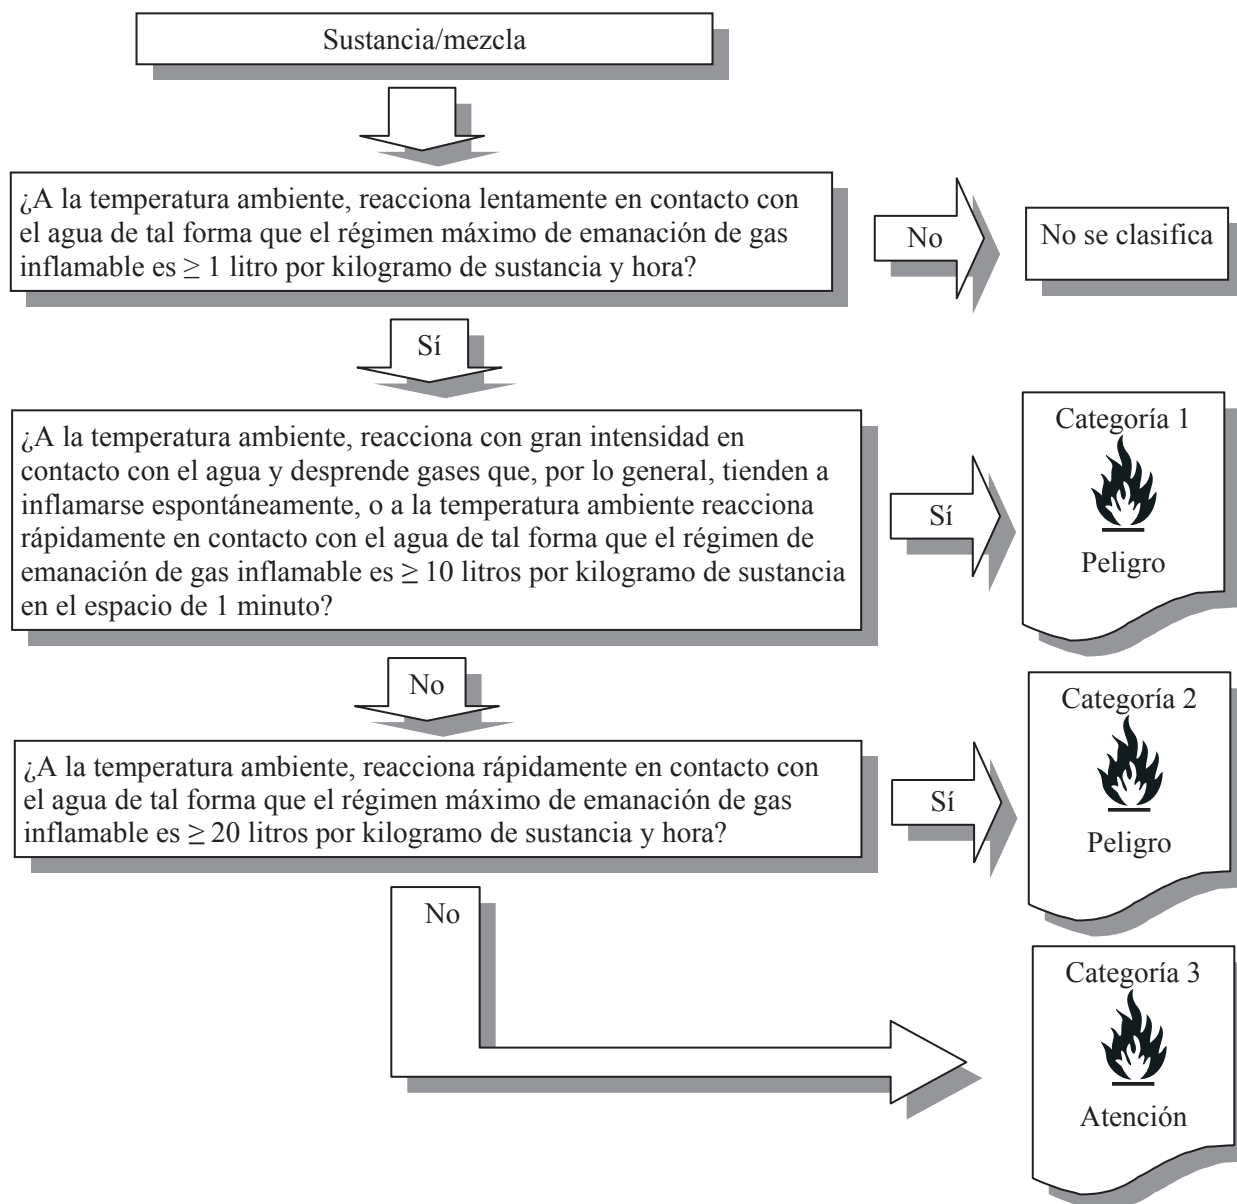 Sustancia/mezcla
¿A la temperatura ambiente, reacciona lentamente en contacto con
el agua de tal forma que el régimen máximo de emanación de gas
inflamable es ≥ 1 litro por kilogramo de sustancia y hora?
No
No se clasifica
Sí
¿A la temperatura ambiente, reacciona con gran intensidad en
contacto con el agua y desprende gases que, por lo general, tienden a
inflamarse espontáneamente, o a la temperatura ambiente reacciona
rápidamente en contacto con el agua de tal forma que el régimen de
emanación de gas inflamable es ≥ 10 litros por kilogramo de sustancia
en el espacio de 1 minuto?
Sí
Categoría 1
Peligro
No
¿A la temperatura ambiente, reacciona rápidamente en contacto con
el agua de tal forma que el régimen máximo de emanación de gas
inflamable es ≥ 20 litros por kilogramo de sustancia y hora?
Sí
Categoría 2
Peligro
No
Categoría 3
Atención